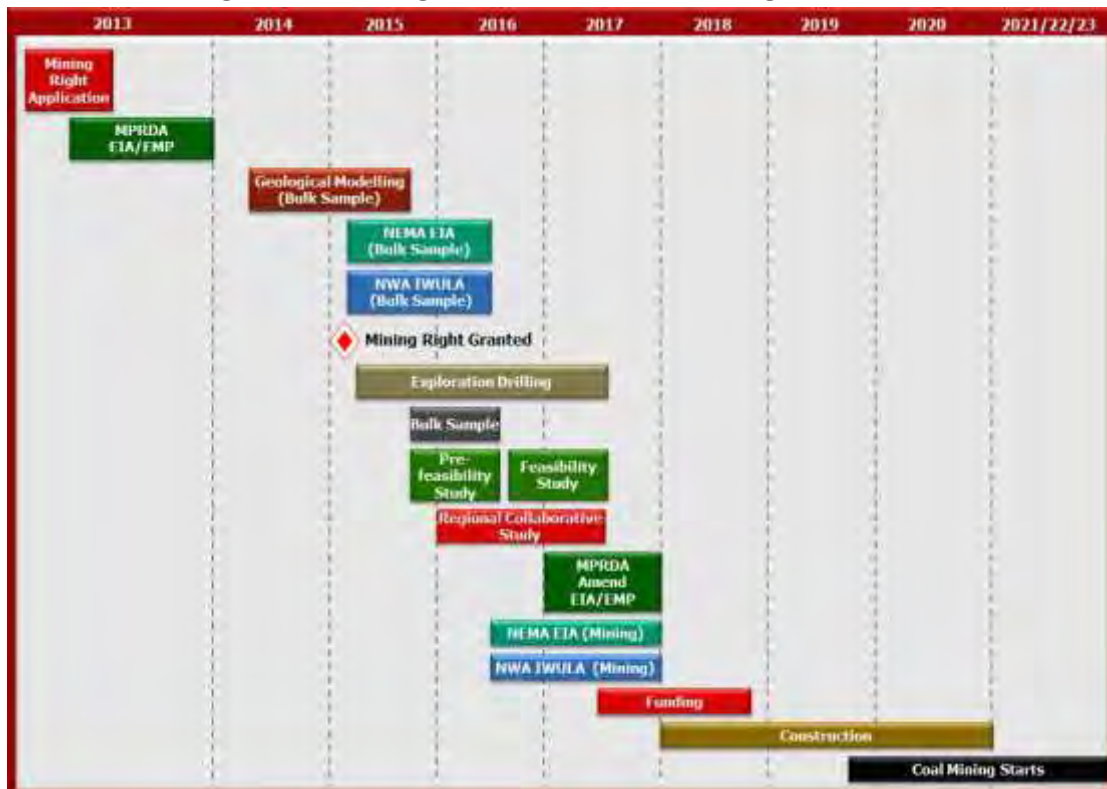 2013 2014 2015 2016 2017 2018 2019 2020 2021/22/23
Mining
Right
Application
MPRDA
EIA/EMP
Geological Modelling
(Bulk Sample)
NEMA EIA
(Bulk Sample)
NWA IWULA
(Bulk Sample)
Mining Right Granted
Exploration Drilling
Bulk Sample
Pre-
feasibility
Study
Feasibility
Study
Regional Collaborative
Study
MPRDA
Amend
EIA/EMP
NEMA EIA (Mining)
NWA IWULA (Mining)
Funding
Construction
Coal Mining Starts